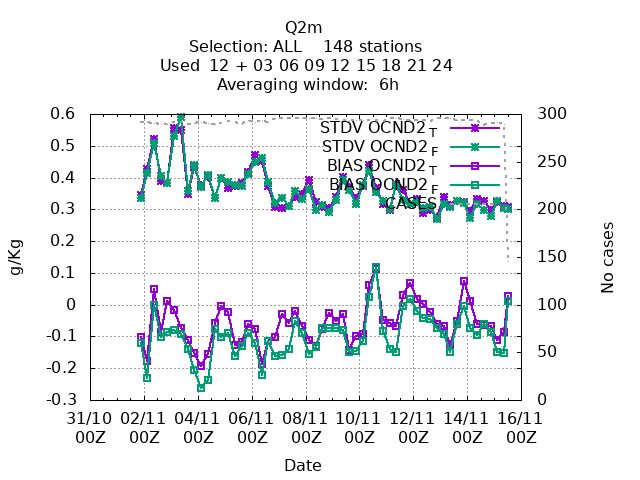 Q2m
Selection: ALL    148 stations
Used  12 + 03 06 09 12 15 18 21 24
Averaging window:  6h
STDV OCND2 T
STDV OCND2 F
BIAS OCND2 T
BIAS OCND2 F
CASES
0.6
0.5
0.4
0.3
0.2
0.1
0
-0.1
-0.2
-0.3
g/Kg
300
250
200
150
100
50
0
No cases
31/10 02/11 04/11 06/11 08/11 10/11 12/11 14/11 16/11
00Z 00Z 00Z 00Z 00Z 00Z 00Z 00Z 00Z
Date